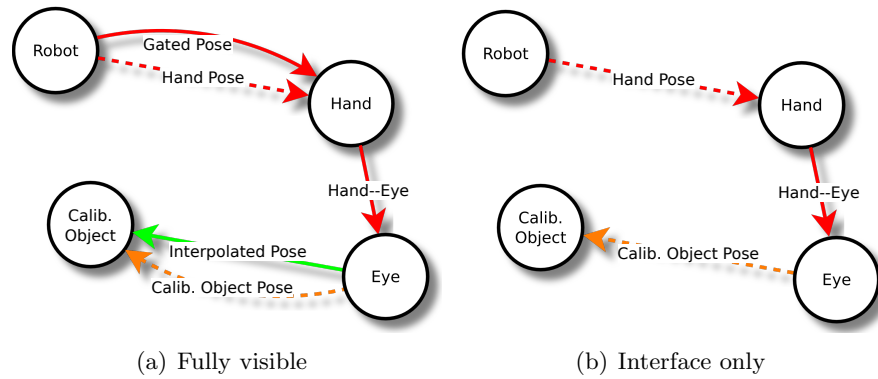 Robot
Gated Pose
Hand Pose
Hand
Hand--Eye
Calib.
Object
Interpolated Pose
Calib. Object Pose
Eye
(a) Fully visible
Robot
Hand Pose
Hand
Hand--Eye
Calib.
Object
Calib. Object Pose
Eye
(b) Interface only